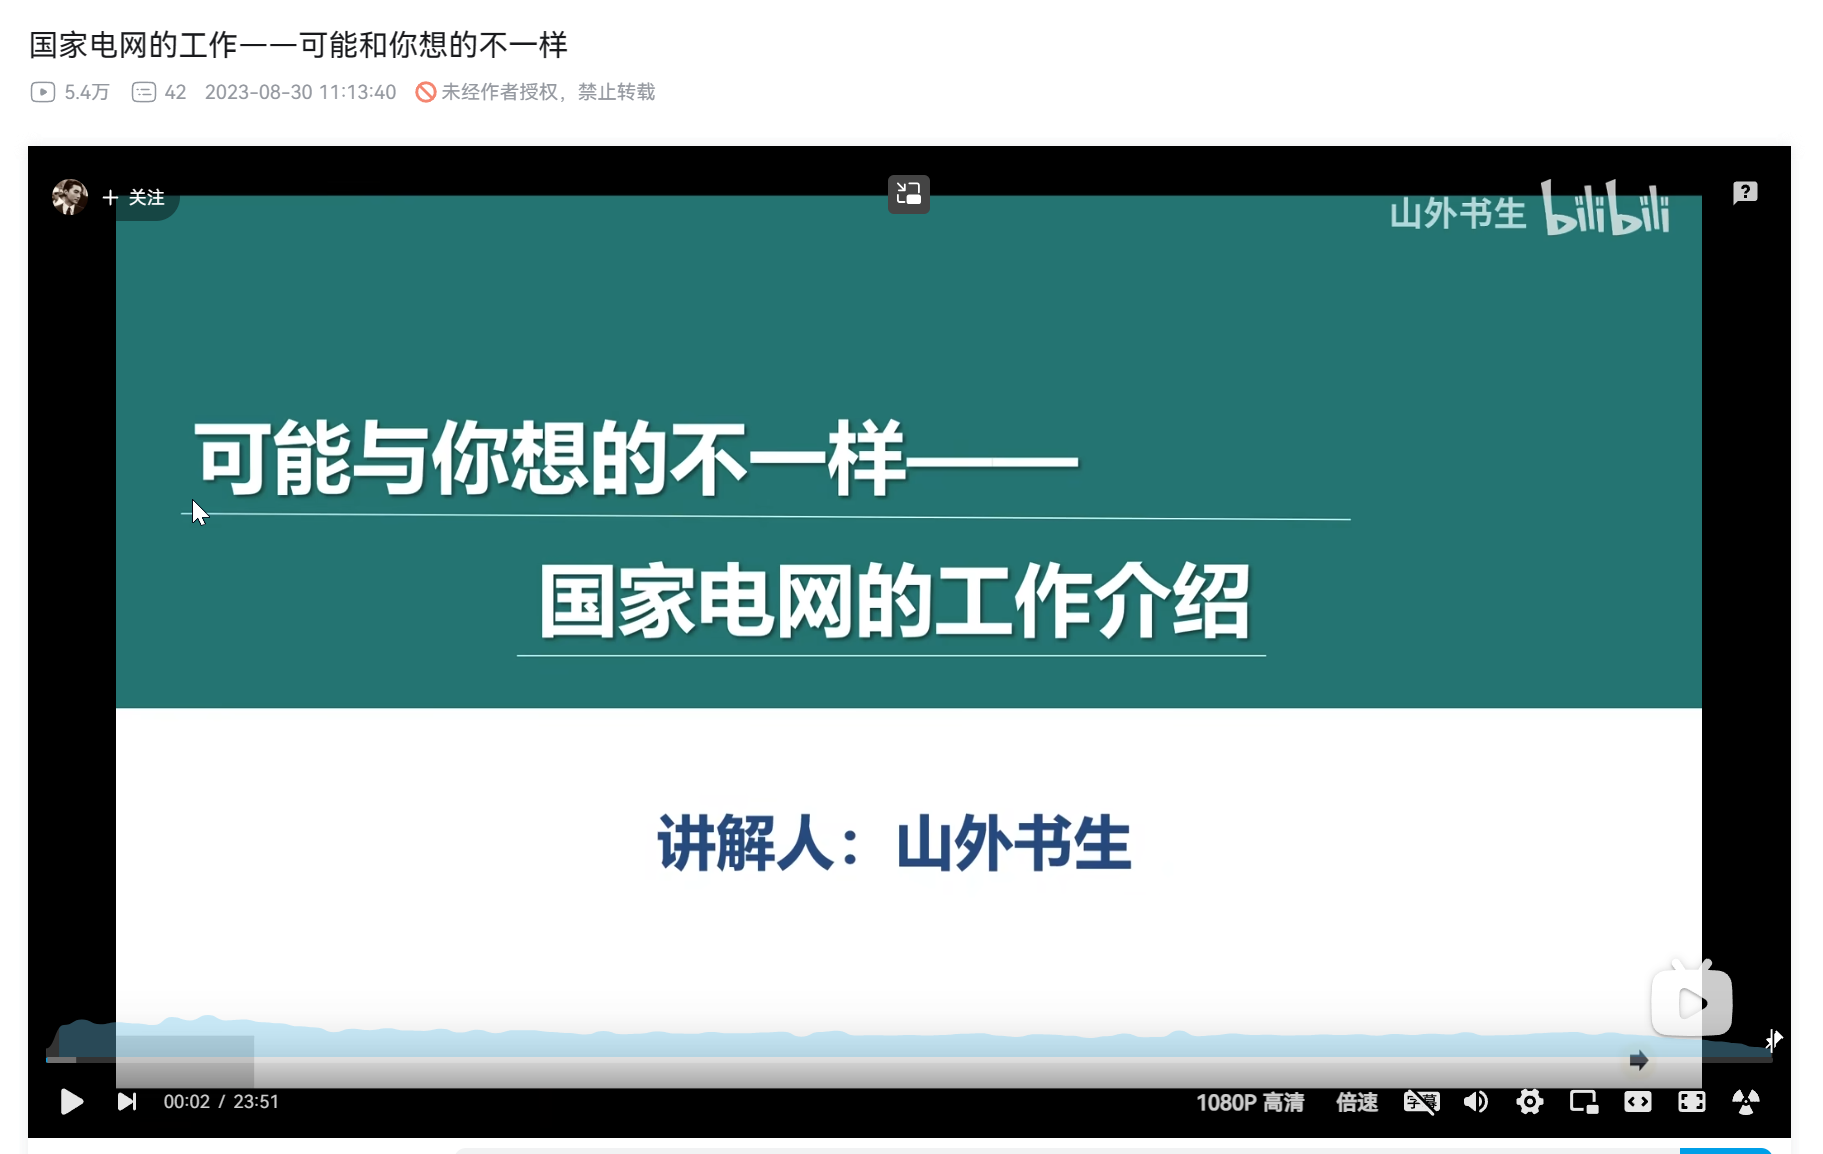 国家电网的工作——可能和你想的不一样
5.4万 42 2023-08-30 11:13:40 未经作者授权，禁止转载
+ 关注
山外书生 bilibili
可能与你想的不一样——
国家电网的工作介绍
讲解人：山外书生
00:02 / 23:51 1080P 高清 倍速 字幕